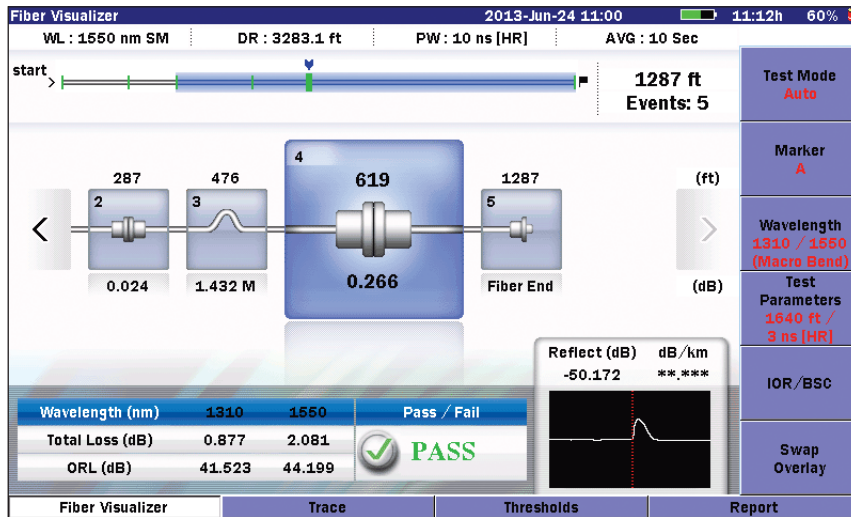 Fiber Visualizer 2013-Jun-24 11:00 11:12h 60%
WL : 1550 nm SM DR : 3283.1 ft PW : 10 ns [HR] AVG : 10 Sec
start
1287 ft
Events: 5
Test Mode
Auto
Marker
A
Wavelength
1310 / 1550
(Macro Bend)
Test
Parameters
1640 ft /
3 ns [HR]
IOR/BSC
Swap
Overlay
4
287 476 619 1287 (ft)
2 3 5
0.024 1.432 M 0.266 Fiber End (dB)
Reflect (dB) dB/km
-50.172 **.***
Wavelength (nm) 1310 1550 Pass / Fail
Total Loss (dB) 0.877 2.081
PASS
ORL (dB) 41.523 44.199
Fiber Visualizer Trace Thresholds Report